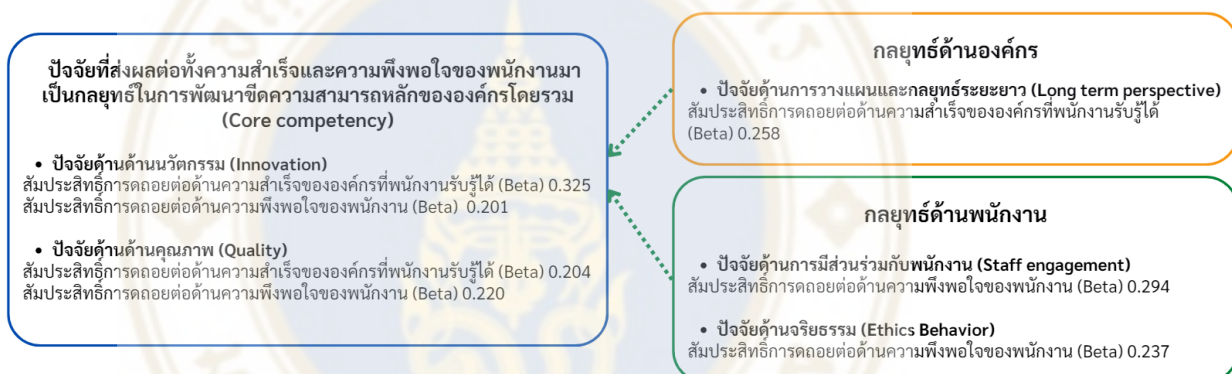 ปัจจัยที่ส่งผลต่อทั้งความสำเร็จและความพึงพอใจของพนักงานมา
เป็นกลยุทธ์ในการพัฒนาขีดความสามารถหลักขององค์กรโดยรวม
(Core competency)
• ปัจจัยด้านด้านนวัตกรรม (Innovation)
สัมประสิทธิ์การดถอยต่อด้านความสำเร็จขององค์กรที่พนักงานรับรู้ได้ (Beta) 0.325
สัมประสิทธิ์การดถอยต่อด้านความพึงพอใจของพนักงาน (Beta) 0.201
• ปัจจัยด้านด้านคุณภาพ (Quality)
สัมประสิทธิ์การดถอยต่อด้านความสำเร็จขององค์กรที่พนักงานรับรู้ได้ (Beta) 0.204
สัมประสิทธิ์การดถอยต่อด้านความพึงพอใจของพนักงาน (Beta) 0.220
กลยุทธ์ด้านองค์กร
• ปัจจัยด้านการวางแผนและกลยุทธ์ระยะยาว (Long term perspective)
สัมประสิทธิ์การดถอยต่อด้านความสำเร็จขององค์กรที่พนักงานรับรู้ได้
(Beta) 0.258
กลยุทธ์ด้านพนักงาน
• ปัจจัยด้านการมีส่วนร่วมกับพนักงาน (Staff engagement)
สัมประสิทธิ์การดถอยต่อด้านความพึงพอใจของพนักงาน (Beta) 0.294
• ปัจจัยด้านจริยธรรม (Ethics Behavior)
สัมประสิทธิ์การดถอยต่อด้านความพึงพอใจของพนักงาน (Beta) 0.237